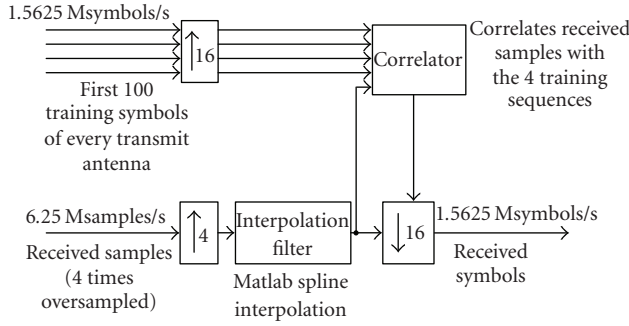 1.5625 Msymbols/s
16
First 100
training symbols
of every transmit
antenna
Correlator
Correlates received
samples with
the 4 training
sequences
6.25 Msamples/s
Received samples
(4 times
oversampled)
4
Interpolation
filter
Matlab spline
interpolation
16
1.5625 Msymbols/s
Received
symbols